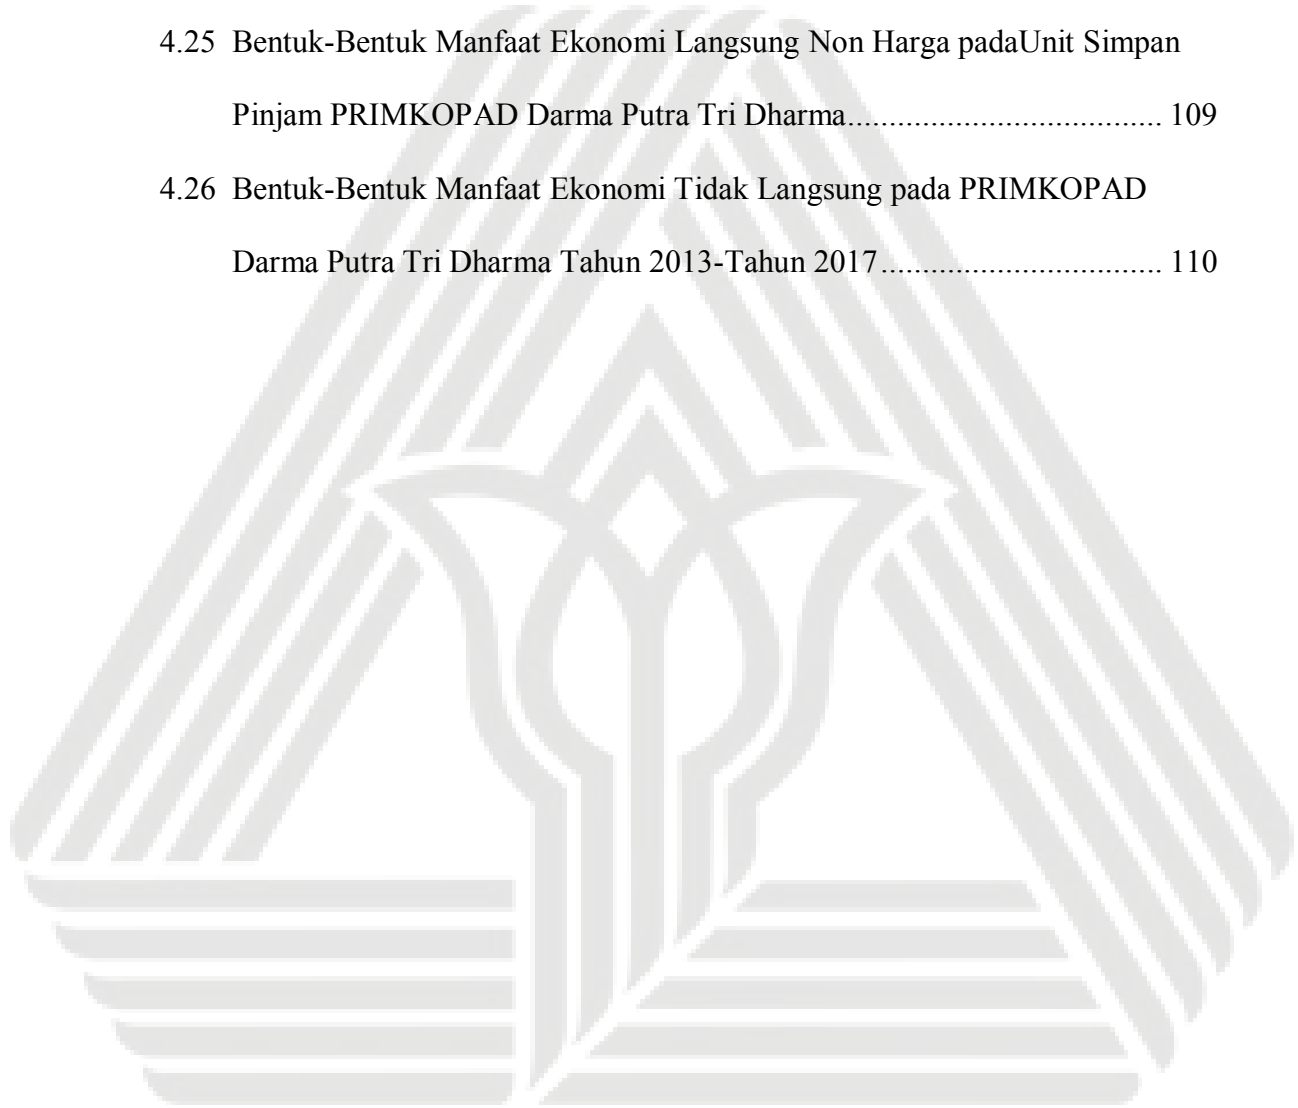 4.25 Bentuk-Bentuk Manfaat Ekonomi Langsung Non Harga padaUnit Simpan
Pinjam PRIMKOPAD Darma Putra Tri Dharma..................................... 109
4.26 Bentuk-Bentuk Manfaat Ekonomi Tidak Langsung pada PRIMKOPAD
Darma Putra Tri Dharma Tahun 2013-Tahun 2017................................. 110